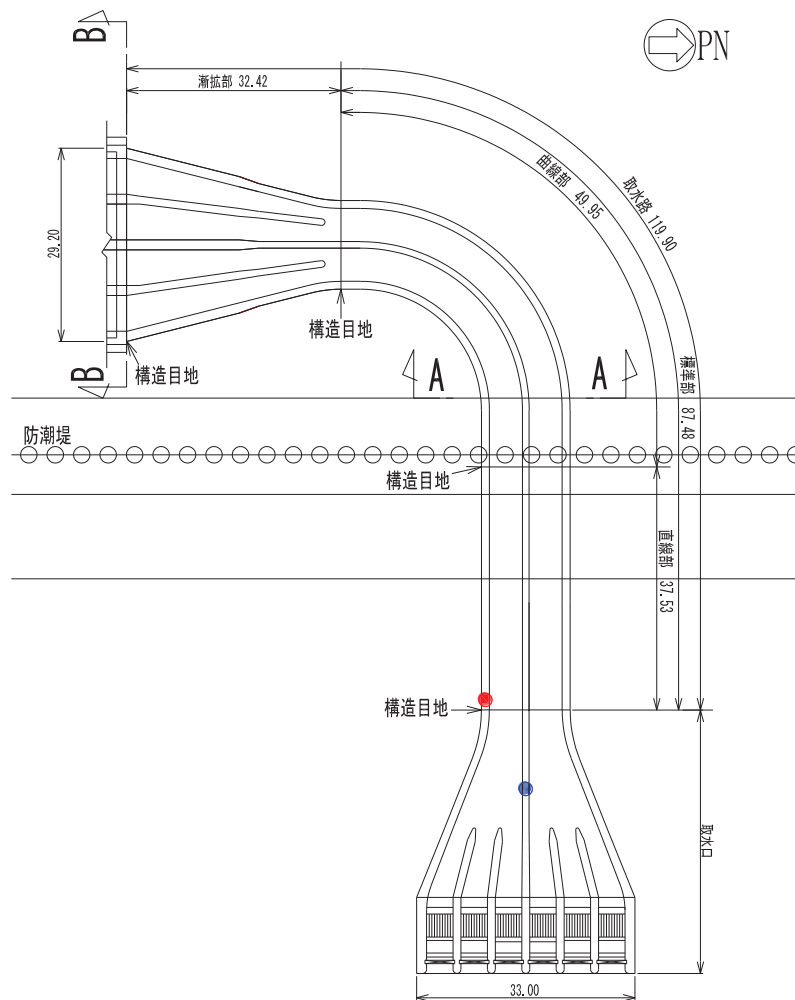 B
PN
漸拡部 32.42
曲線部 49.95
取水路 119.90
29.20
構造目地
B
構造目地
A
A
標準部 87.48
防潮堤
構造目地
直線部 37.53
構造目地
取水口
33.00